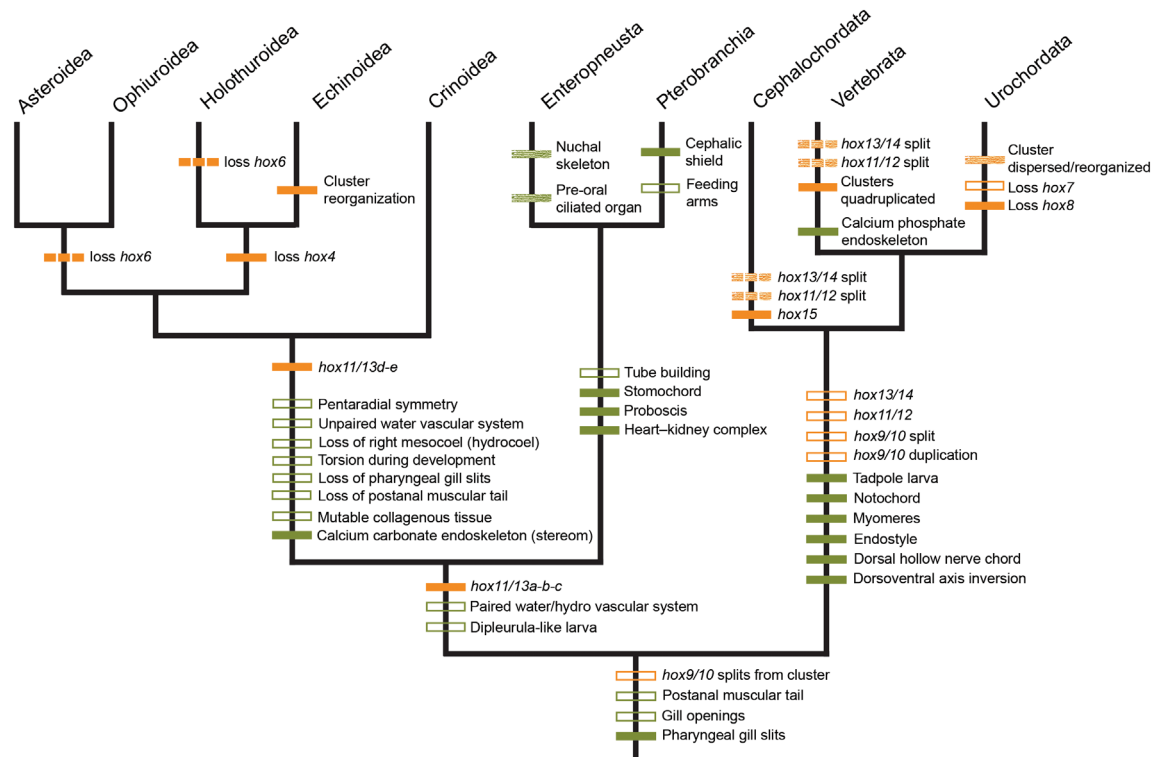 Asteroidea
Ophiuroidea
Holothuroidea
Echinoidea
Crinoidea
Enteropneusta
Pterobranchia
Cephalochordata
Vertebrata
Urochordata
loss hox6
Cluster
reorganization
loss hox6
loss hox4
Nuchal
skeleton
Pre-oral
ciliated organ
Cephalic
shield
Feeding
arms
hox13/14 split
hox11/12 split
Clusters
quadruplicated
Calcium phosphate
endoskeleton
Cluster
dispersed/reorganized
Loss hox7
Loss hox8
hox13/14 split
hox11/12 split
hox15
hox11/13d-e
Pentaradial symmetry
Unpaired water vascular system
Loss of right mesocoel (hydrocoel)
Torsion during development
Loss of pharyngeal gill slits
Loss of postanal muscular tail
Mutable collagenous tissue
Calcium carbonate endoskeleton (stereom)
Tube building
Stomochord
Proboscis
Heart–kidney complex
hox13/14
hox11/12
hox9/10 split
hox9/10 duplication
Tadpole larva
Notochord
Myomeres
Endostyle
Dorsal hollow nerve chord
Dorsoventral axis inversion
hox11/13a-b-c
Paired water/hydro vascular system
Dipleurula-like larva
hox9/10 splits from cluster
Postanal muscular tail
Gill openings
Pharyngeal gill slits